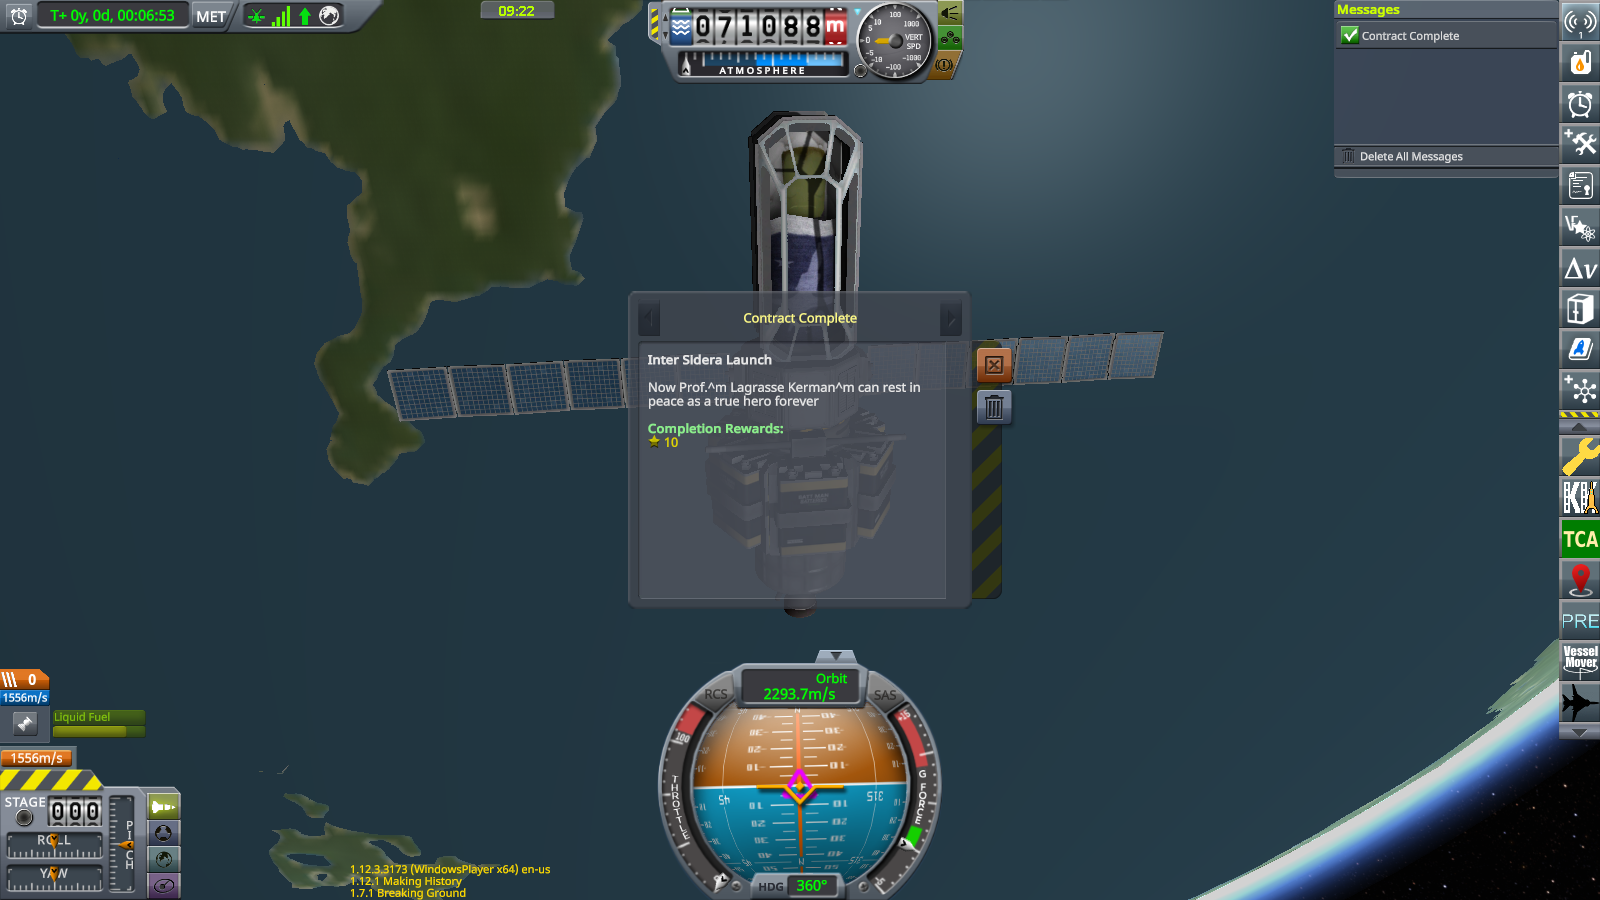 T+ 0y, 0d, 00:06:53
MET
09:22
071088 m
ATMOSPHERE
VERT
SPD
Messages
Contract Complete
Delete All Messages
Contract Complete
Inter Sidera Launch
Now Prof.^m Lagrasse Kerman^m can rest in
peace as a true hero forever
Completion Rewards:
10
Δv
KK
TCA
PRE
Vessel
Mover
0
1556m/s
Liquid Fuel
1556m/s
STAGE
000
ROLL
YAW
PITCH
Orbit
2293.7m/s
RCS
SAS
THROTTLE
G FORCE
HDG 360°
1.12.3.3173 (WindowsPlayer x64) en-us
1.12.1 Making History
1.7.1 Breaking Ground